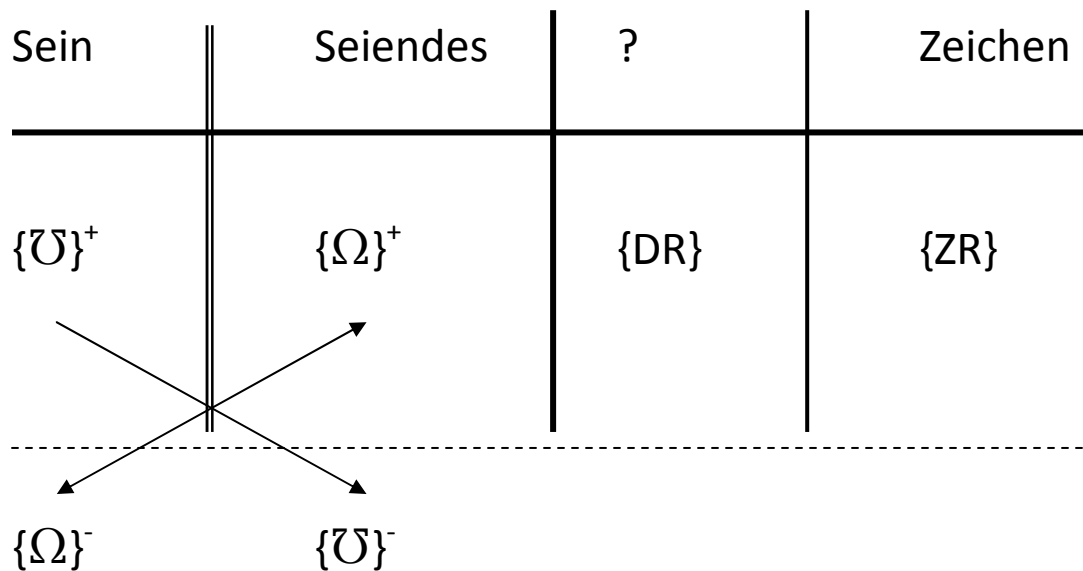 Sein Seiendes ? Zeichen
{℧}⁺ {Ω}⁺ {DR} {ZR}
{Ω}⁻ {℧}⁻